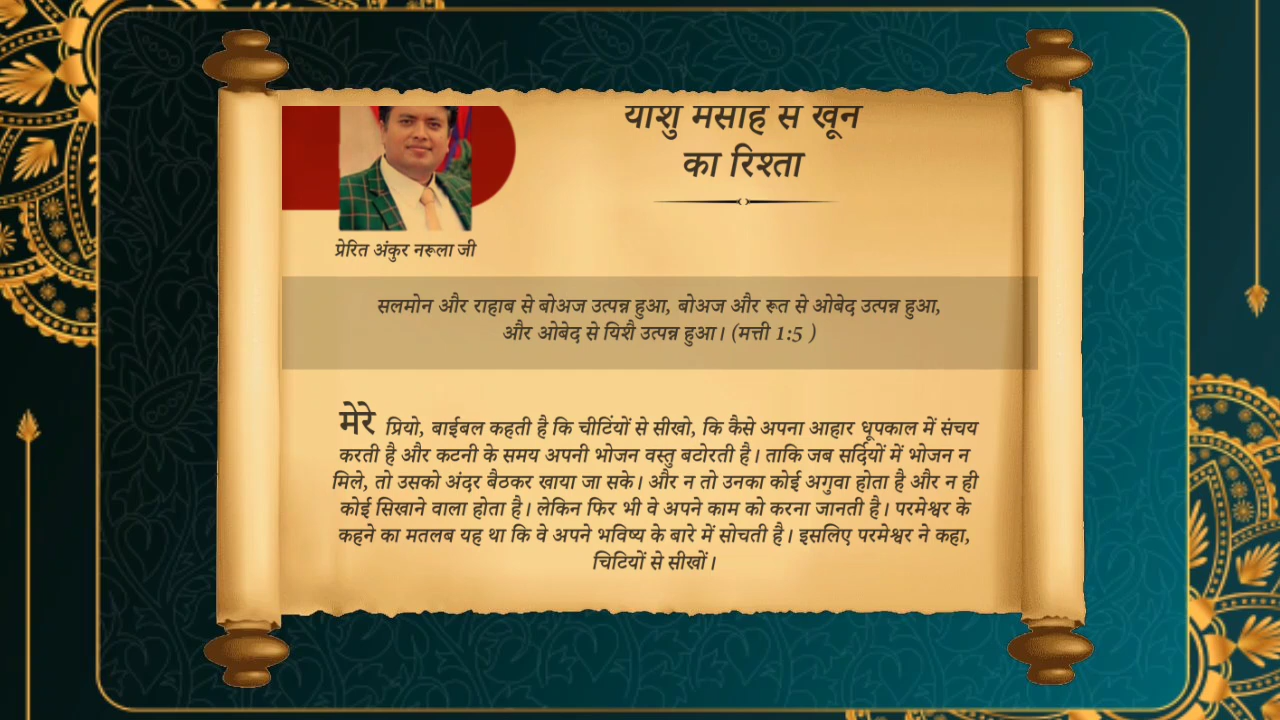 यीशु मसीह से खून
का रिश्ता
प्रेरित अंकुर नरूला जी
सलमोन और राहाब से बोअज उत्पन्न हुआ, बोअज और रूत से ओबेद उत्पन्न हुआ,
और ओबेद से यिशै उत्पन्न हुआ। (मत्ती 1:5 )
मेरे प्रियो, बाईबल कहती है कि चीटिंयों से सीखो, कि कैसे अपना आहार धूपकाल में संचय
करती है और कटनी के समय अपनी भोजन वस्तु बटोरती है। ताकि जब सर्दियों में भोजन न
मिले, तो उसको अंदर बैठकर खाया जा सके। और न तो उनका कोई अगुवा होता है और न ही
कोई सिखाने वाला होता है। लेकिन फिर भी वे अपने काम को करना जानती है। परमेश्वर के
कहने का मतलब यह था कि वे अपने भविष्य के बारे में सोचती है। इसलिए परमेश्वर ने कहा,
चिटियों से सीखों।